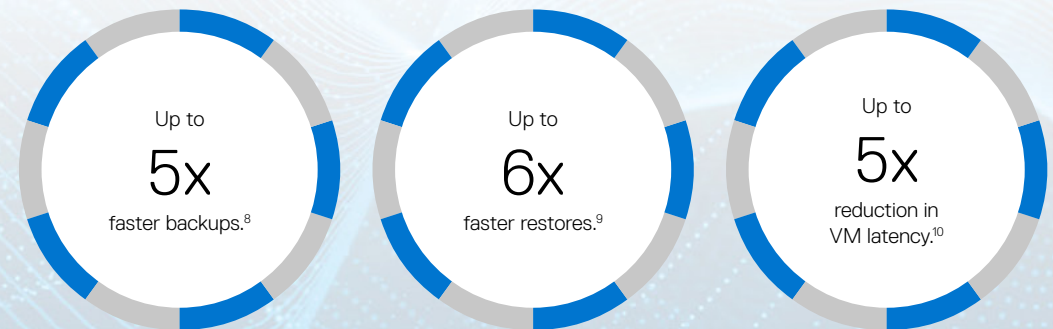 Up to
5x
faster backups.⁸
Up to
6x
faster restores.⁹
Up to
5x
reduction in
VM latency.¹⁰